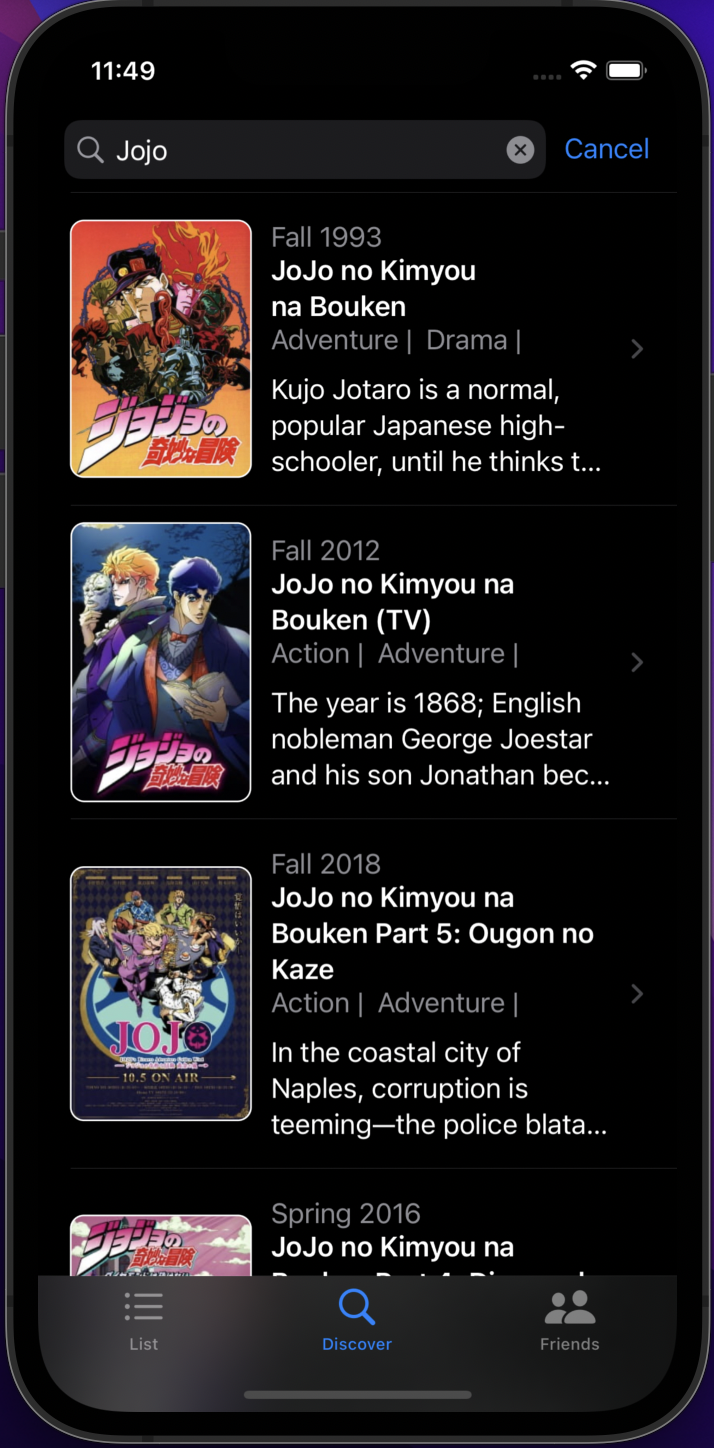 11:49
Jojo
Cancel
Fall 1993
JoJo no Kimyou
na Bouken
Adventure | Drama |
Kujo Jotaro is a normal,
popular Japanese high-
schooler, until he thinks t...
ジョジョの
奇妙な冒険
Fall 2012
JoJo no Kimyou na
Bouken (TV)
Action | Adventure |
The year is 1868; English
nobleman George Joestar
and his son Jonathan bec...
ジョジョの
奇妙な冒険
Fall 2018
JoJo no Kimyou na
Bouken Part 5: Ougon no
Kaze
Action | Adventure |
In the coastal city of
Naples, corruption is
teeming—the police blata...
JOJO
10.5 ON AIR
Spring 2016
JoJo no Kimyou na
ジョジョの
奇妙な冒険
List
Discover
Friends